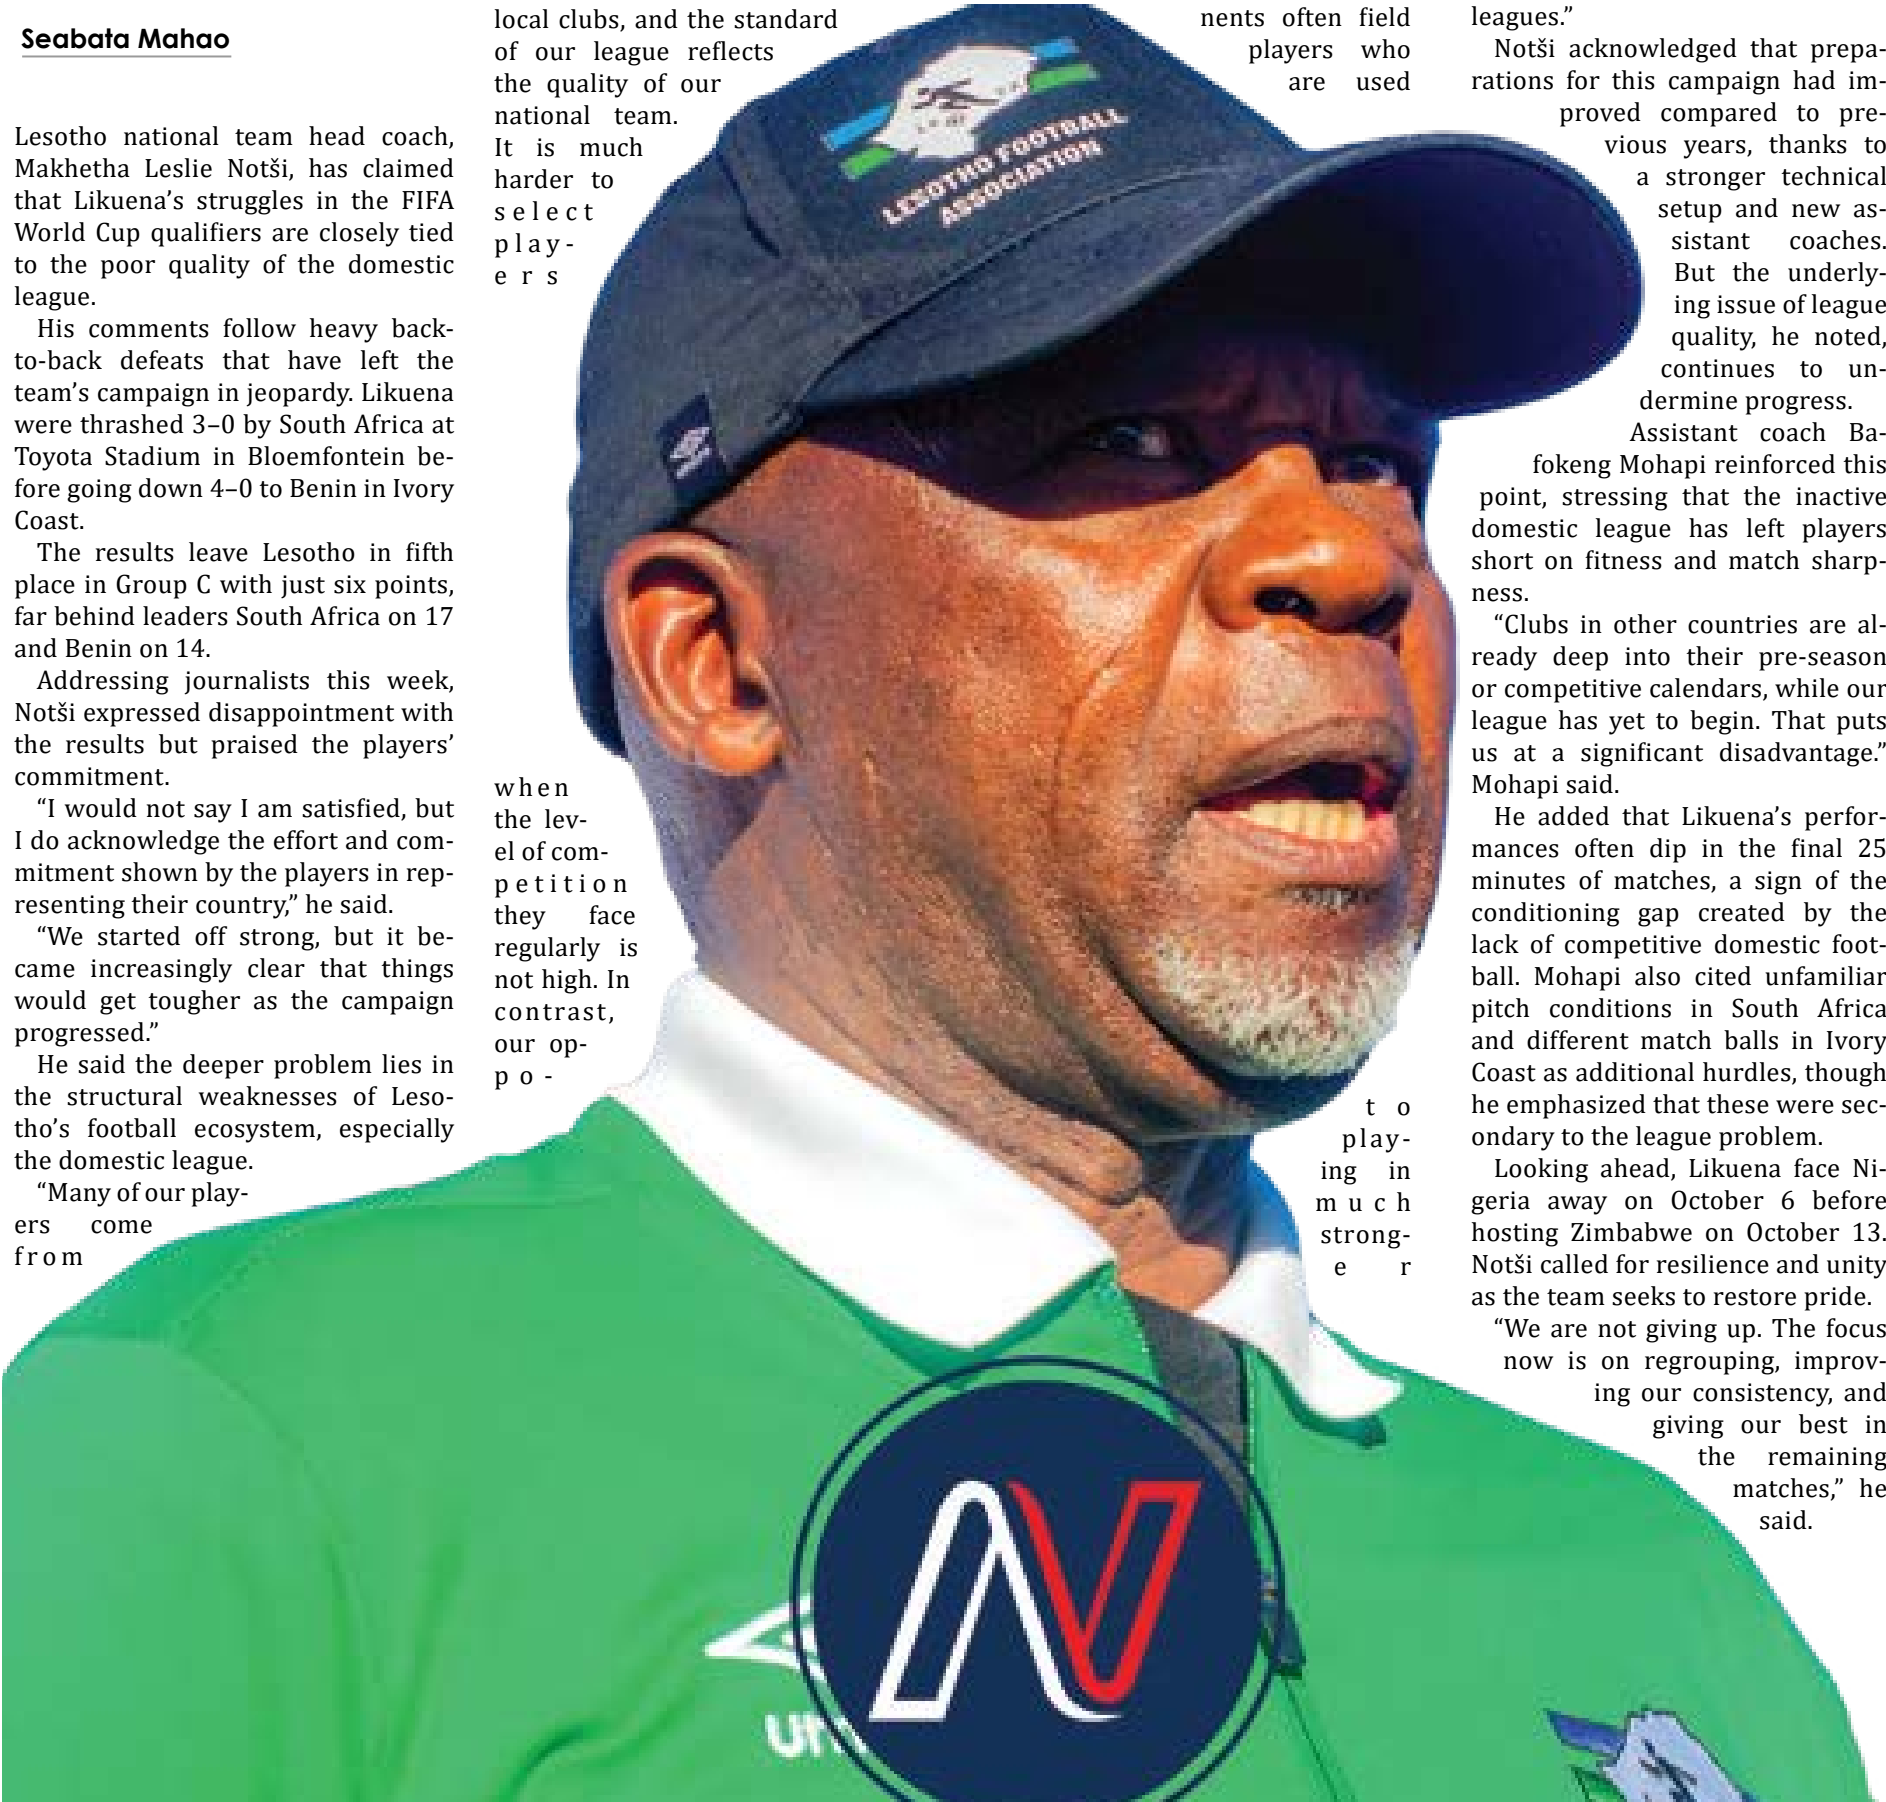 Seabata Mahao
Lesotho national team head coach,
Makhetha Leslie Notši, has claimed
that Likuena’s struggles in the FIFA
World Cup qualifiers are closely tied
to the poor quality of the domestic
league.
His comments follow heavy back-
to-back defeats that have left the
team’s campaign in jeopardy. Likuena
were thrashed 3–0 by South Africa at
Toyota Stadium in Bloemfontein be-
fore going down 4–0 to Benin in Ivory
Coast.
The results leave Lesotho in fifth
place in Group C with just six points,
far behind leaders South Africa on 17
and Benin on 14.
Addressing journalists this week,
Notši expressed disappointment with
the results but praised the players’
commitment.
“I would not say I am satisfied, but
I do acknowledge the effort and com-
mitment shown by the players in rep-
resenting their country,” he said.
“We started off strong, but it be-
came increasingly clear that things
would get tougher as the campaign
progressed.”
He said the deeper problem lies in
the structural weaknesses of Leso-
tho’s football ecosystem, especially
the domestic league.
“Many of our play-
ers come
from
local clubs, and the standard
of our league reflects
the quality of our
national team.
It is much
harder to
select
play-
ers
when
the lev-
el of com-
petition
they face
regularly is
not high. In
contrast,
our op-
po-
nents often field
players who
are used
to
play-
ing in
much
strong-
er
leagues.”
Notši acknowledged that prepa-
rations for this campaign had im-
proved compared to pre-
vious years, thanks to
a stronger technical
setup and new as-
sistant coaches.
But the underly-
ing issue of league
quality, he noted,
continues to un-
dermine progress.
Assistant coach Ba-
fokeng Mohapi reinforced this
point, stressing that the inactive
domestic league has left players
short on fitness and match sharp-
ness.
“Clubs in other countries are al-
ready deep into their pre-season
or competitive calendars, while our
league has yet to begin. That puts
us at a significant disadvantage.”
Mohapi said.
He added that Likuena’s perfor-
mances often dip in the final 25
minutes of matches, a sign of the
conditioning gap created by the
lack of competitive domestic foot-
ball. Mohapi also cited unfamiliar
pitch conditions in South Africa
and different match balls in Ivory
Coast as additional hurdles, though
he emphasized that these were sec-
ondary to the league problem.
Looking ahead, Likuena face Ni-
geria away on October 6 before
hosting Zimbabwe on October 13.
Notši called for resilience and unity
as the team seeks to restore pride.
“We are not giving up. The focus
now is on regrouping, improv-
ing our consistency, and
giving our best in
the remaining
matches,” he
said.
LESOTHO FOOTBALL
ASSOCIATION
um
N